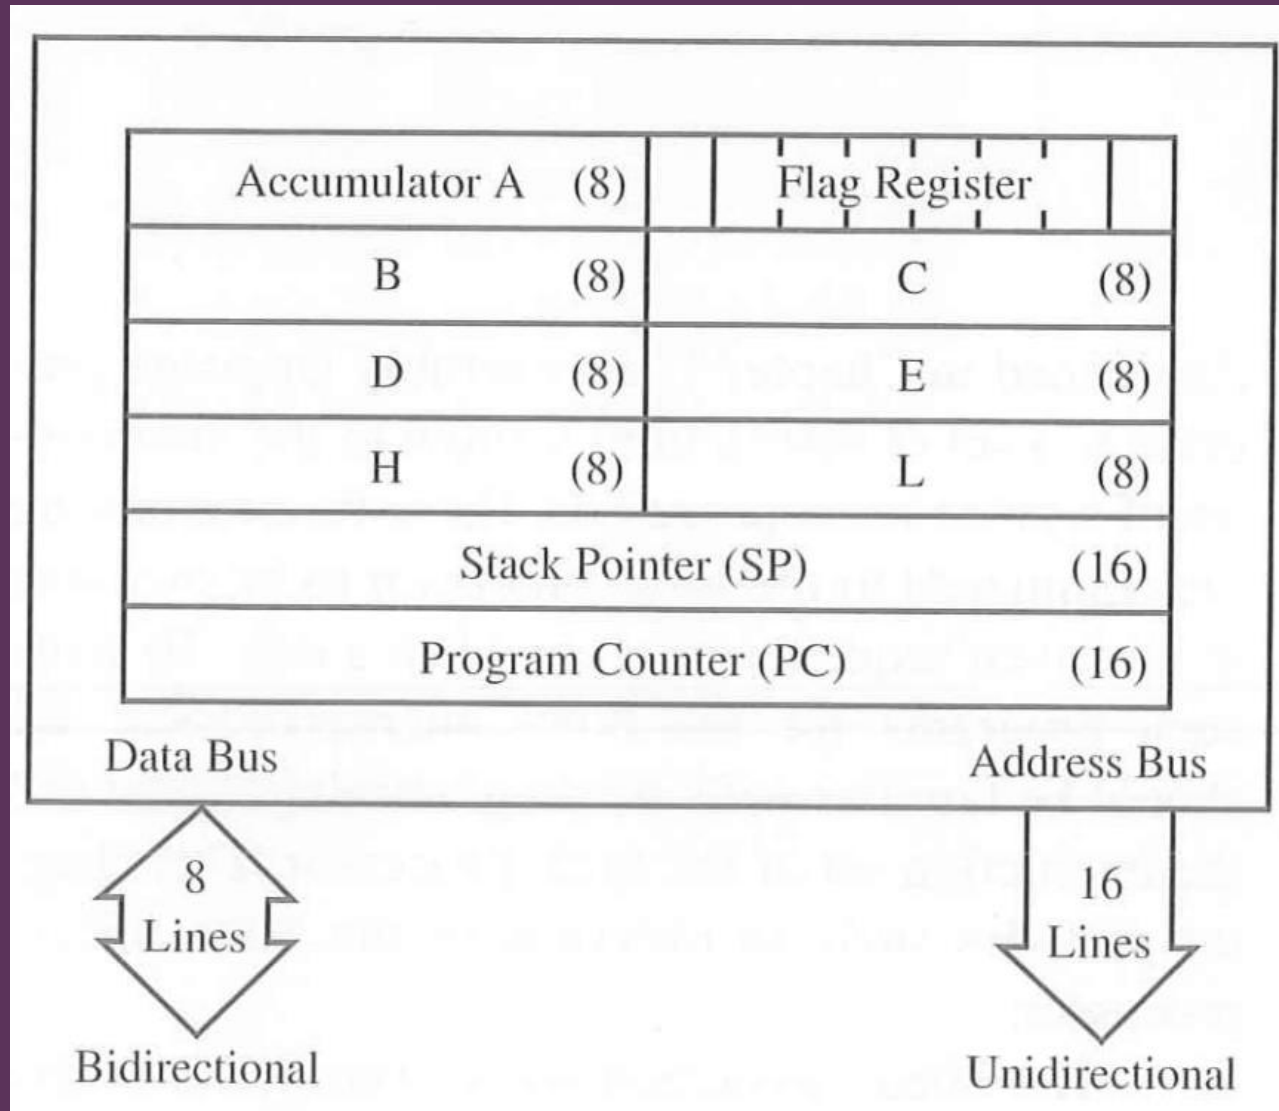 Accumulator A (8) Flag Register
B (8) C (8)
D (8) E (8)
H (8) L (8)
Stack Pointer (SP) (16)
Program Counter (PC) (16)
Data Bus Address Bus
8 16
Lines Lines
Bidirectional Unidirectional